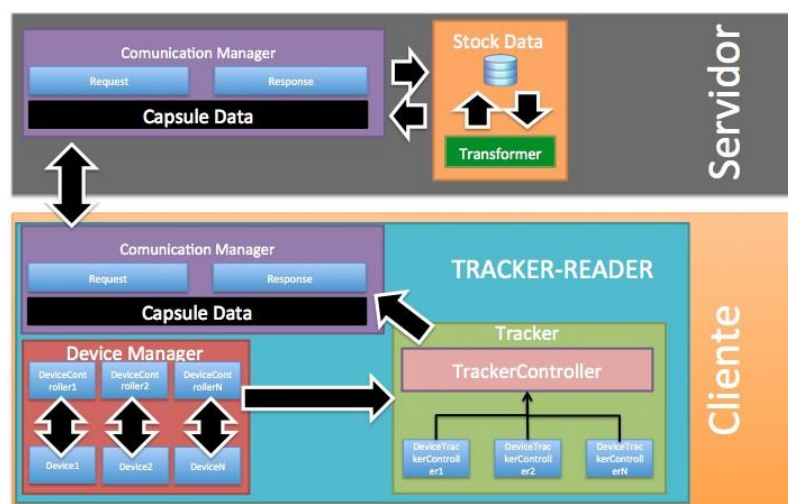 Servidor
Comunication Manager
Request
Response
Capsule Data
Stock Data
Transformer
Cliente
TRACKER-READER
Comunication Manager
Request
Response
Capsule Data
Device Manager
DeviceCont
roller1
DeviceCont
roller2
DeviceCont
rollerN
Device1
Device2
DeviceN
Tracker
TrackerController
DeviceTrac
kerControll
er1
DeviceTrac
kerControll
er2
DeviceTrac
kerControll
erN